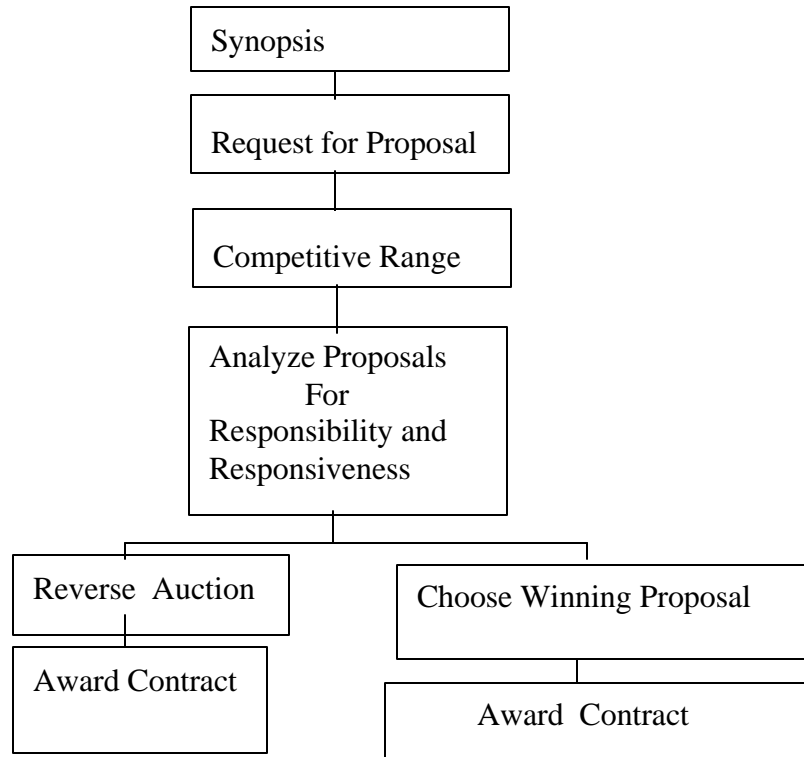 Synopsis
Request for Proposal
Competitive Range
Analyze Proposals
For
Responsibility and
Responsiveness
Reverse Auction
Choose Winning Proposal
Award Contract
Award Contract